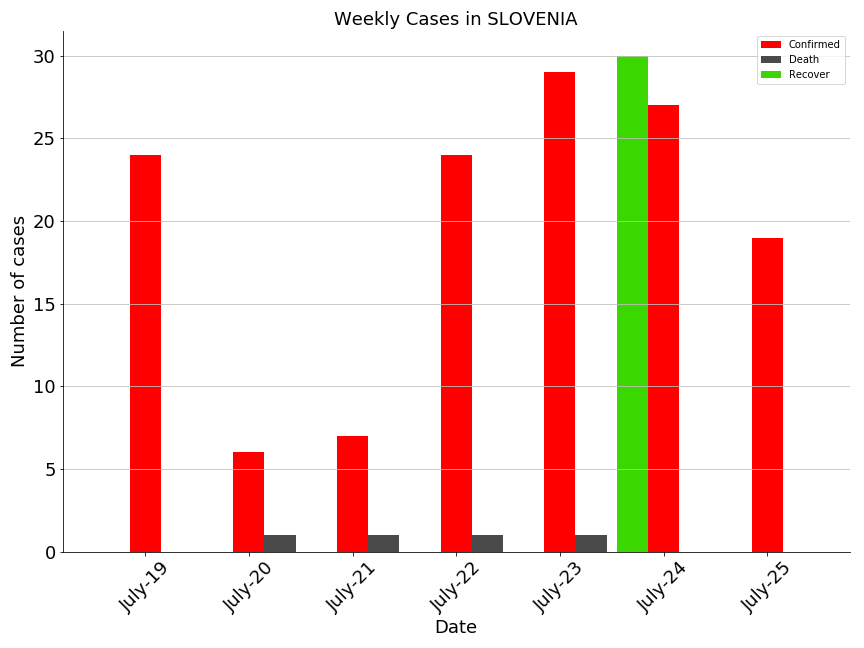 Weekly Cases in SLOVENIA
Confirmed
Death
Recover
Number of cases
30
25
20
15
10
5
0
July-19
July-20
July-21
July-22
July-23
July-24
July-25
Date